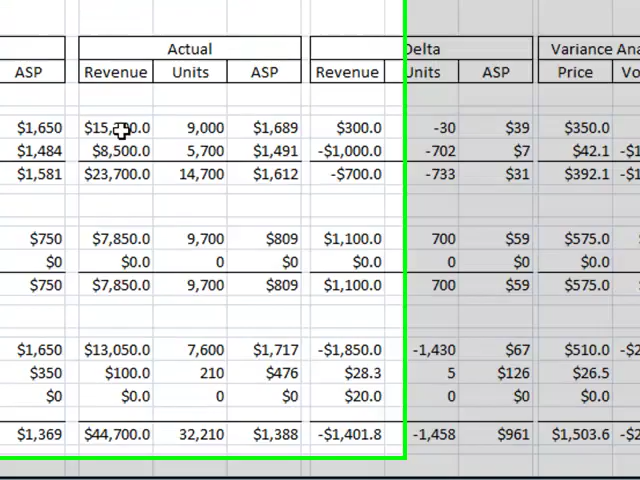 Actual Delta Variance Ana
ASP Revenue Units ASP Revenue Units ASP Price Vo
$1,650 9,000 $1,689 $300.0 -30 $39 $350.0
$1,484 $8,500.0 5,700 $1,491 -$1,000.0 -702 $7 $42.1 -$1
$1,581 $23,700.0 14,700 $1,612 -$700.0 -733 $31 $392.1 -$1
$750 $7,850.0 9,700 $809 $1,100.0 700 $59 $575.0
$0 $0.0 0 $0 $0.0 0 $0 $0.0
$750 $7,850.0 9,700 $809 $1,100.0 700 $59 $575.0
$1,650 $13,050.0 7,600 $1,717 -$1,850.0 -1,430 $67 $510.0 -$2
$350 $100.0 210 $476 $28.3 5 $126 $26.5
$0 $0.0 0 $0 $20.0 0 $0 $0.0
$1,369 $44,700.0 32,210 $1,388 -$1,401.8 -1,458 $961 $1,503.6 -$2